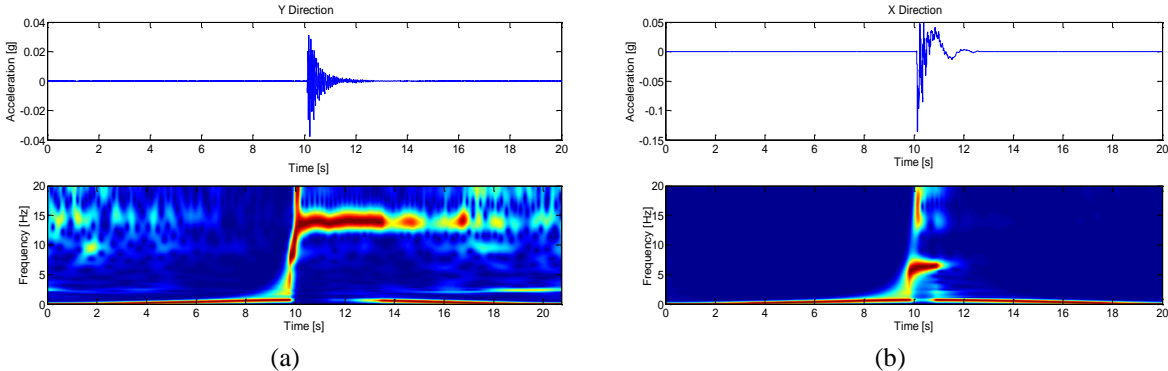 Y Direction
0.04
0.02
0
-0.02
-0.04
Acceleration [g]
0 2 4 6 8 10 12 14 16 18 20
Time [s]
20
15
10
5
0
Frequency [Hz]
0 2 4 6 8 10 12 14 16 18 20
Time [s]
(a)
X Direction
0.05
0.00
-0.05
-0.10
-0.15
Acceleration [g]
0 2 4 6 8 10 12 14 16 18 20
Time [s]
20
15
10
5
0
Frequency [Hz]
0 2 4 6 8 10 12 14 16 18 20
Time [s]
(b)